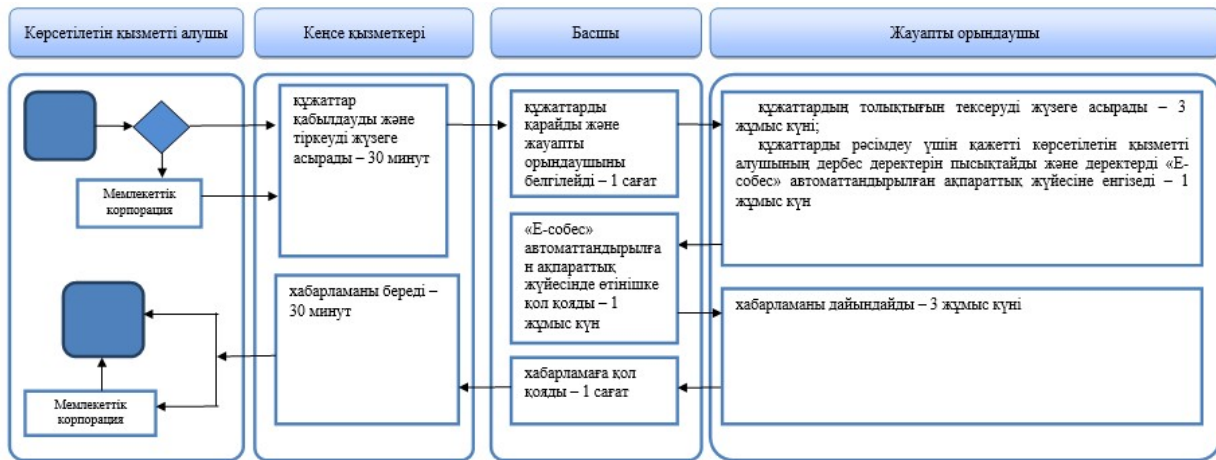 Көрсетілетін қызметті алушы
Кеңсе қызметкері
Басшы
Жауапты орындаушы
Мемлекеттік
корпорация
құжаттар
қабылдауды және
тіркеуді жүзеге
асырады – 30 минут
құжаттарды
қарайды және
жауапты
орындаушыны
белгілейді – 1 сағат
құжаттардың толықтығын тексеруді жүзеге асырады – 3
жұмыс күні;
құжаттарды рәсімдеу үшін қажетті көрсетілетін қызметті
алушының дербес деректерін пысықтайды және деректерді «Е-
собес» автоматтандырылған ақпараттық жүйесіне енгізеді – 1
жұмыс күн
«Е-собес»
автоматтандырылға
н ақпараттық
жүйесінде өтінішке
қол қояды – 1
жұмыс күн
хабарламаны дайындайды – 3 жұмыс күні
хабарламаға қол
қояды – 1 сағат
хабарламаны береді –
30 минут
Мемлекеттік
корпорация